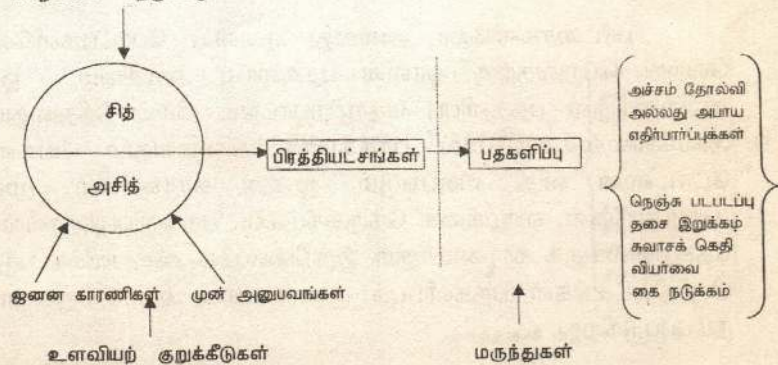 சித்
அசித்
பிரத்தியட்சங்கள்
பதகளிப்பு
அச்சம் தோல்வி
அல்லது அபாய
எதிர்பார்ப்புக்கள்
நெஞ்சு படபடப்பு
தசை இறுக்கம்
சுவாசக் கெதி
வியர்வை
கை நடுக்கம்
ஜனன காரணிகள்
முன் அனுபவங்கள்
உளவியற் குறுக்கீடுகள்
மருந்துகள்